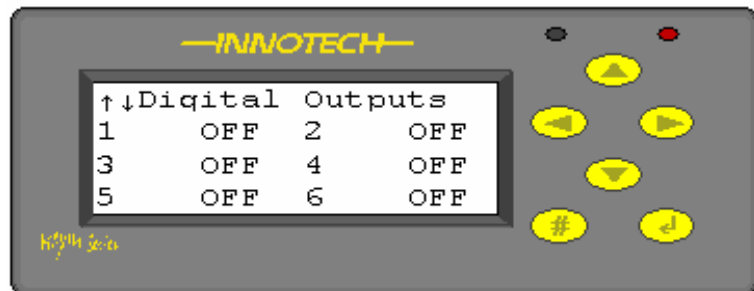 INNOTECH
↑↓Digital Outputs
1 OFF 2 OFF
3 OFF 4 OFF
5 OFF 6 OFF
#